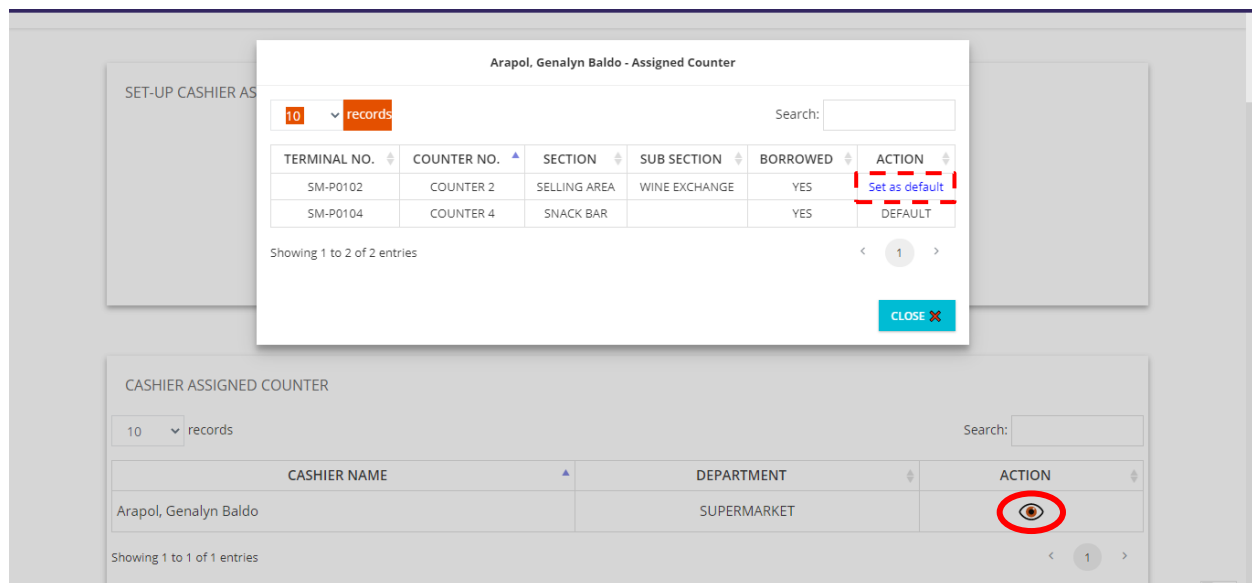 Arapol, Genalyn Baldo - Assigned Counter
SET-UP CASHIER AS
10 records
Search:
TERMINAL NO. COUNTER NO. SECTION SUB SECTION BORROWED ACTION
SM-P0102 COUNTER 2 SELLING AREA WINE EXCHANGE YES Set as default
SM-P0104 COUNTER 4 SNACK BAR YES DEFAULT
Showing 1 to 2 of 2 entries
1
CLOSE
CASHIER ASSIGNED COUNTER
10 records
Search:
CASHIER NAME DEPARTMENT ACTION
Arapol, Genalyn Baldo SUPERMARKET
Showing 1 to 1 of 1 entries
1